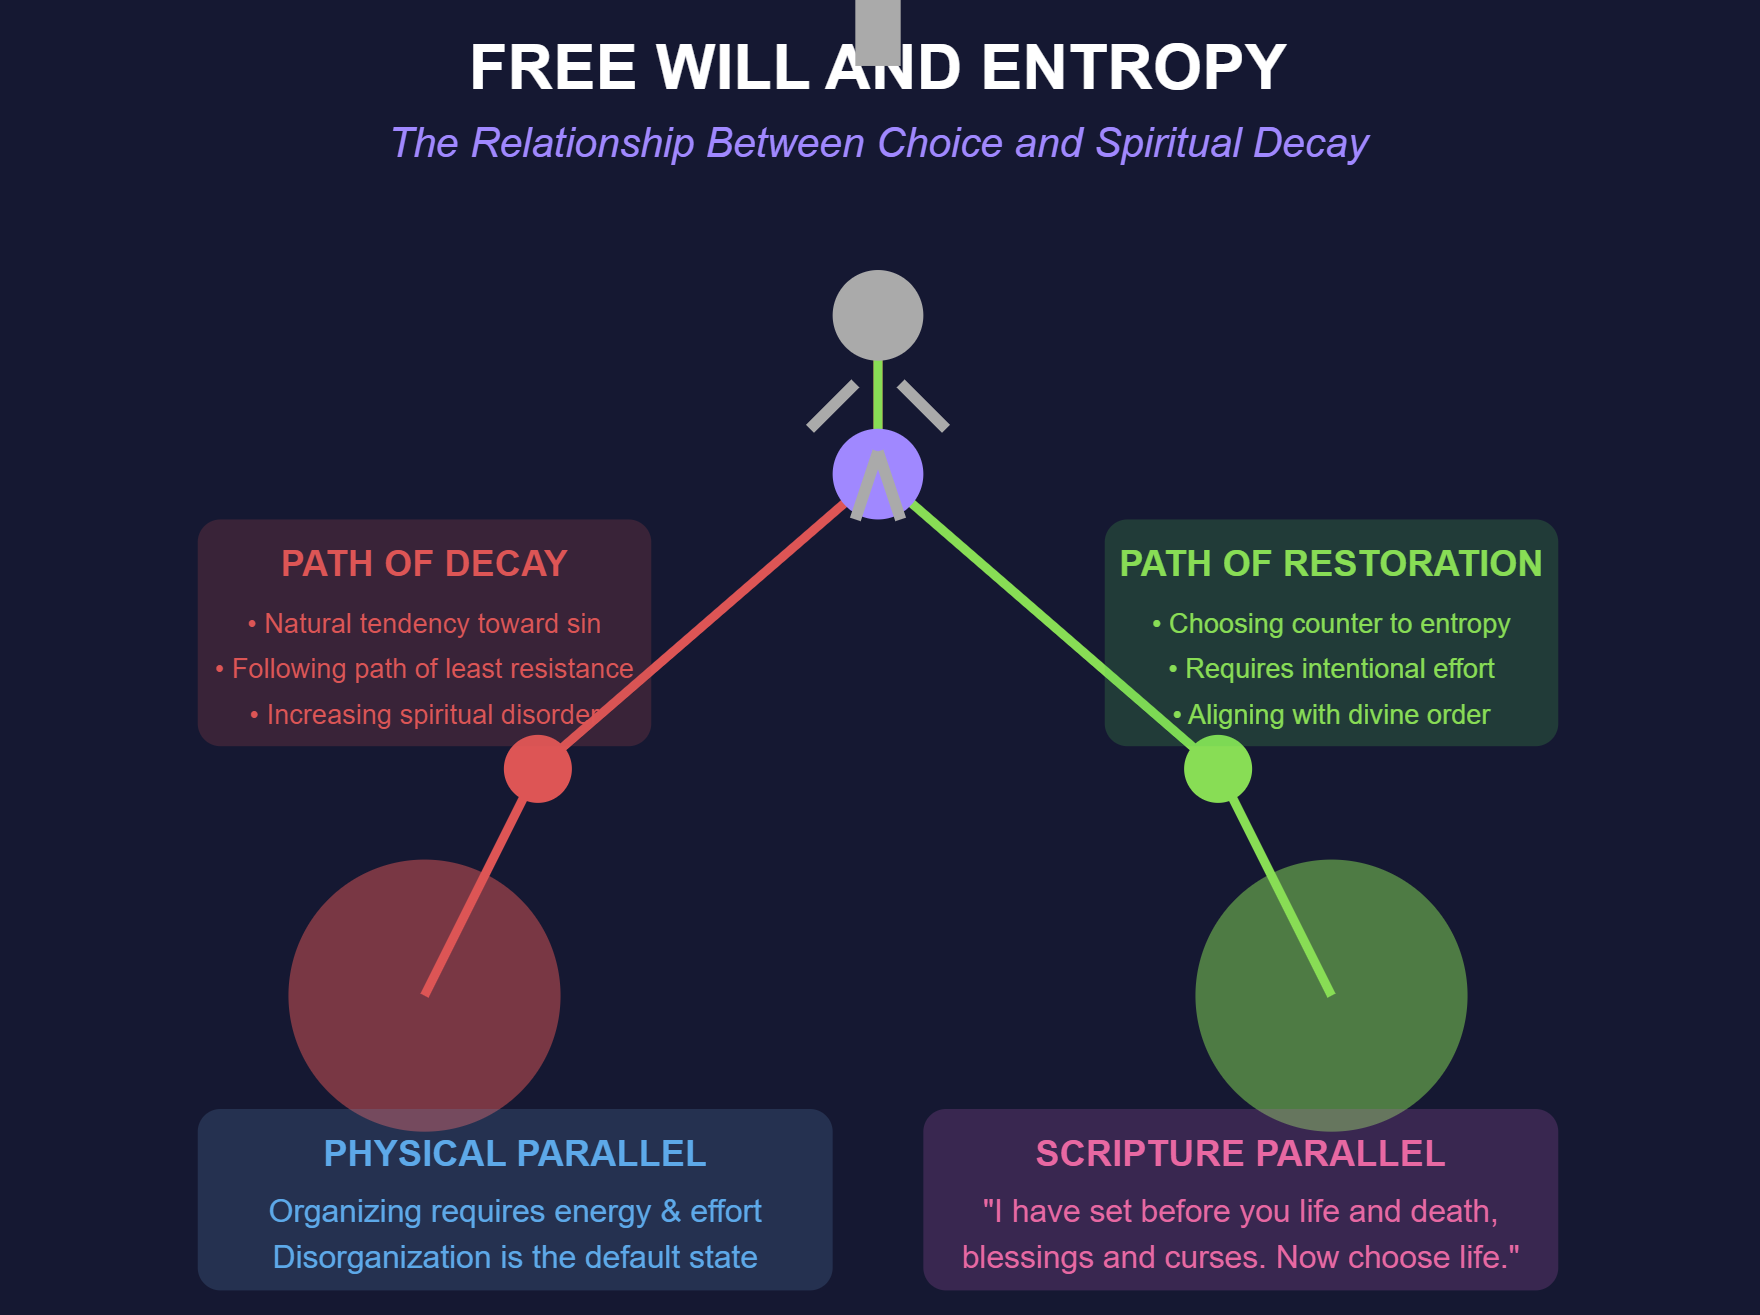 FREE WILL AND ENTROPY
The Relationship Between Choice and Spiritual Decay
PATH OF DECAY
• Natural tendency toward sin
• Following path of least resistance
• Increasing spiritual disorder
PATH OF RESTORATION
• Choosing counter to entropy
• Requires intentional effort
• Aligning with divine order
PHYSICAL PARALLEL
Organizing requires energy & effort
Disorganization is the default state
SCRIPTURE PARALLEL
"I have set before you life and death,
blessings and curses. Now choose life."